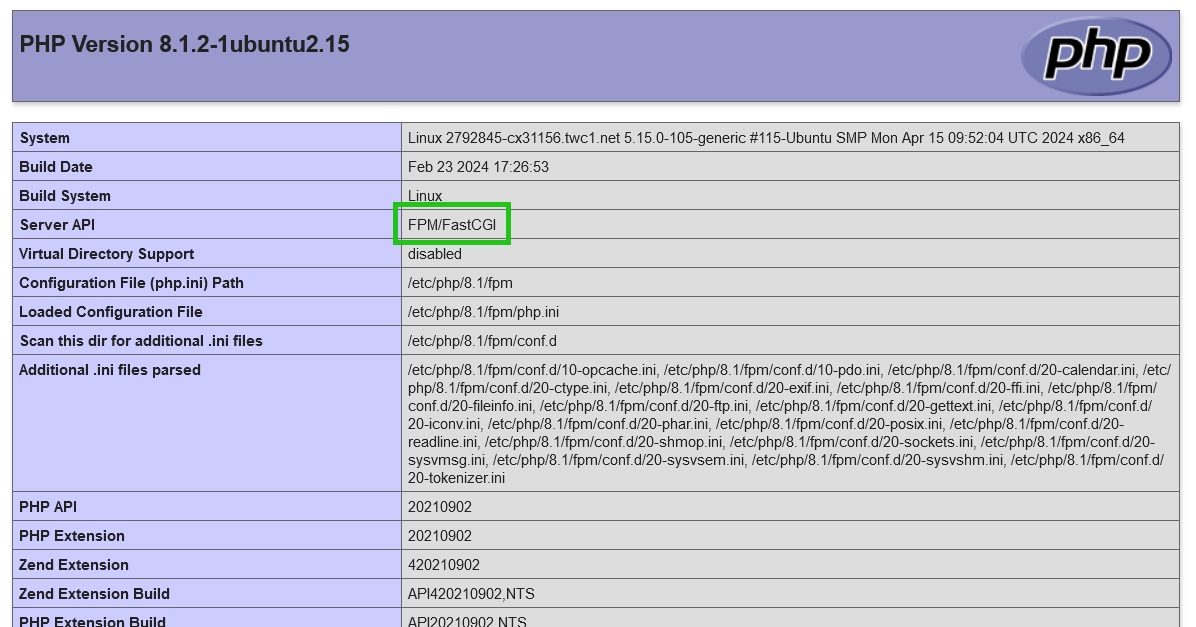 PHP Version 8.1.2-1ubuntu2.15
php
System Linux 2792845-cx31156.twc1.net 5.15.0-105-generic #115-Ubuntu SMP Mon Apr 15 09:52:04 UTC 2024 x86_64
Build Date Feb 23 2024 17:26:53
Build System Linux
Server API FPM/FastCGI
Virtual Directory Support disabled
Configuration File (php.ini) Path /etc/php/8.1/fpm
Loaded Configuration File /etc/php/8.1/fpm/php.ini
Scan this dir for additional .ini files /etc/php/8.1/fpm/conf.d
Additional .ini files parsed /etc/php/8.1/fpm/conf.d/10-opcache.ini, /etc/php/8.1/fpm/conf.d/10-pdo.ini, /etc/php/8.1/fpm/conf.d/20-calendar.ini, /etc/
php/8.1/fpm/conf.d/20-ctype.ini, /etc/php/8.1/fpm/conf.d/20-exif.ini, /etc/php/8.1/fpm/conf.d/20-ffi.ini, /etc/php/8.1/fpm/
conf.d/20-fileinfo.ini, /etc/php/8.1/fpm/conf.d/20-ftp.ini, /etc/php/8.1/fpm/conf.d/20-gettext.ini, /etc/php/8.1/fpm/conf.d/
20-iconv.ini, /etc/php/8.1/fpm/conf.d/20-phar.ini, /etc/php/8.1/fpm/conf.d/20-posix.ini, /etc/php/8.1/fpm/conf.d/20-
readline.ini, /etc/php/8.1/fpm/conf.d/20-shmop.ini, /etc/php/8.1/fpm/conf.d/20-sockets.ini, /etc/php/8.1/fpm/conf.d/20-
sysvmsg.ini, /etc/php/8.1/fpm/conf.d/20-sysvsem.ini, /etc/php/8.1/fpm/conf.d/20-sysvshm.ini, /etc/php/8.1/fpm/conf.d/
20-tokenizer.ini
PHP API 20210902
PHP Extension 20210902
Zend Extension 420210902
Zend Extension Build API420210902,NTS
PHP Extension Build API20210902,NTS